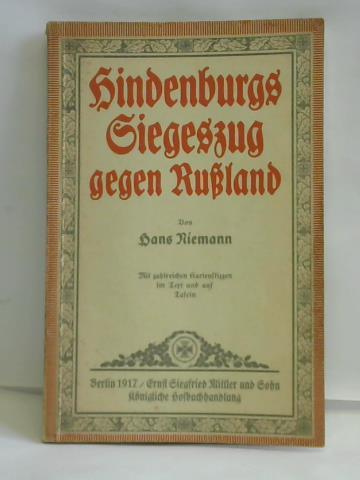 Hindenburgs
Siegeszug
gegen Rußland
Von
Hans Niemann
Mit zahlreichen Kartenskizzen
im Text und auf
Tafeln
Berlin 1917 / Ernst Siegfried Mittler und Sohn
Königliche Hofbuchhandlung